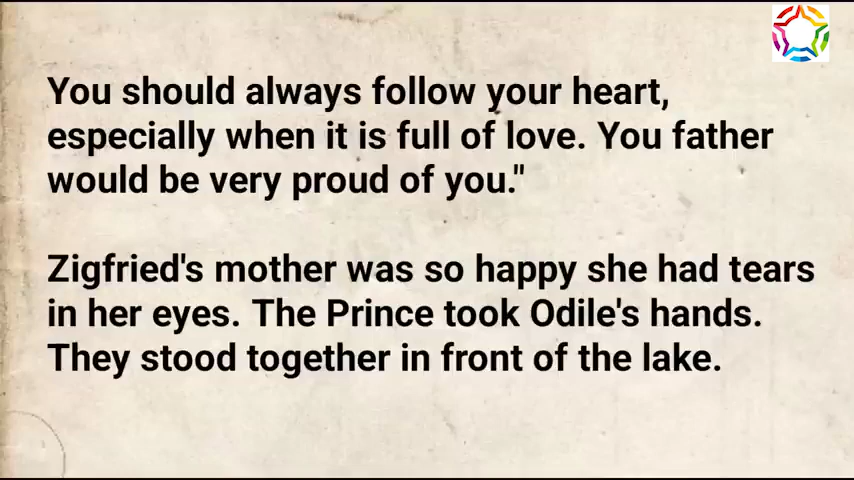 You should always follow your heart,
especially when it is full of love. You father
would be very proud of you."
Zigfried's mother was so happy she had tears
in her eyes. The Prince took Odile's hands.
They stood together in front of the lake.